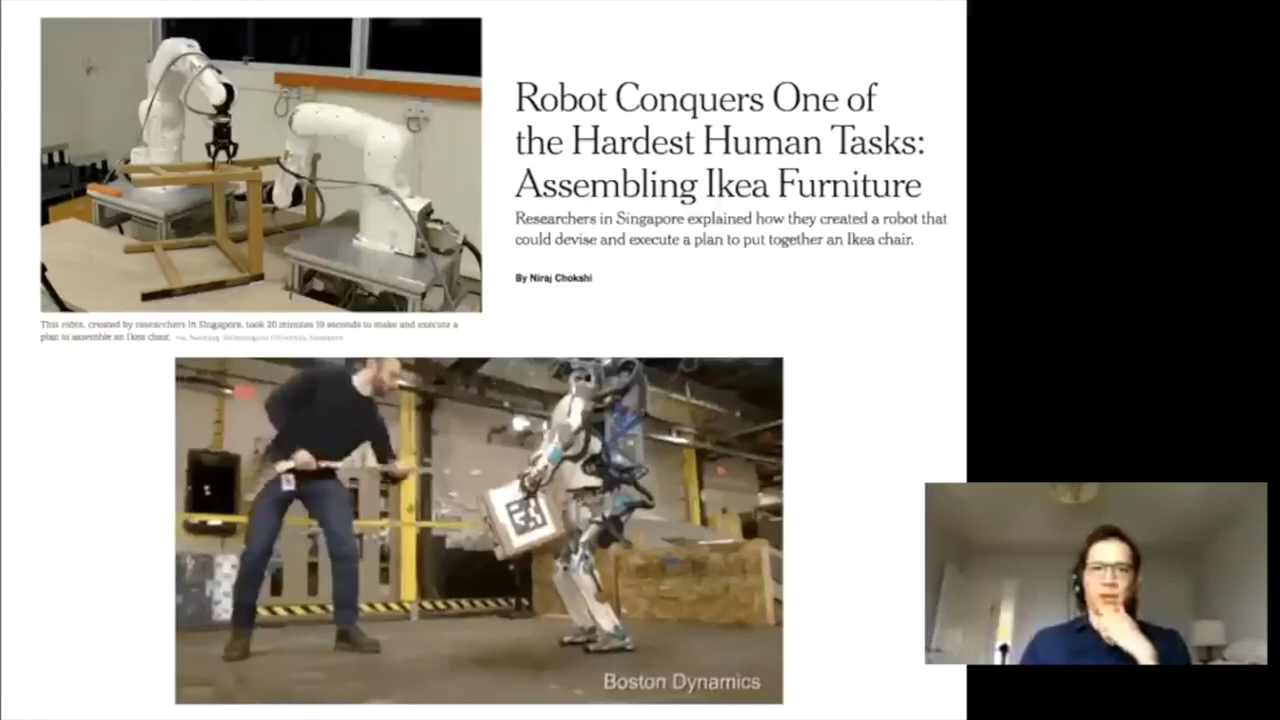 Robot Conquers One of
the Hardest Human Tasks:
Assembling Ikea Furniture
Researchers in Singapore explained how they created a robot that
could devise and execute a plan to put together an Ikea chair.
By Niraj Chokshi
This robot, created by researchers in Singapore, took 20 minutes 19 seconds to make and execute a
plan to assemble an Ikea chair.
Boston Dynamics